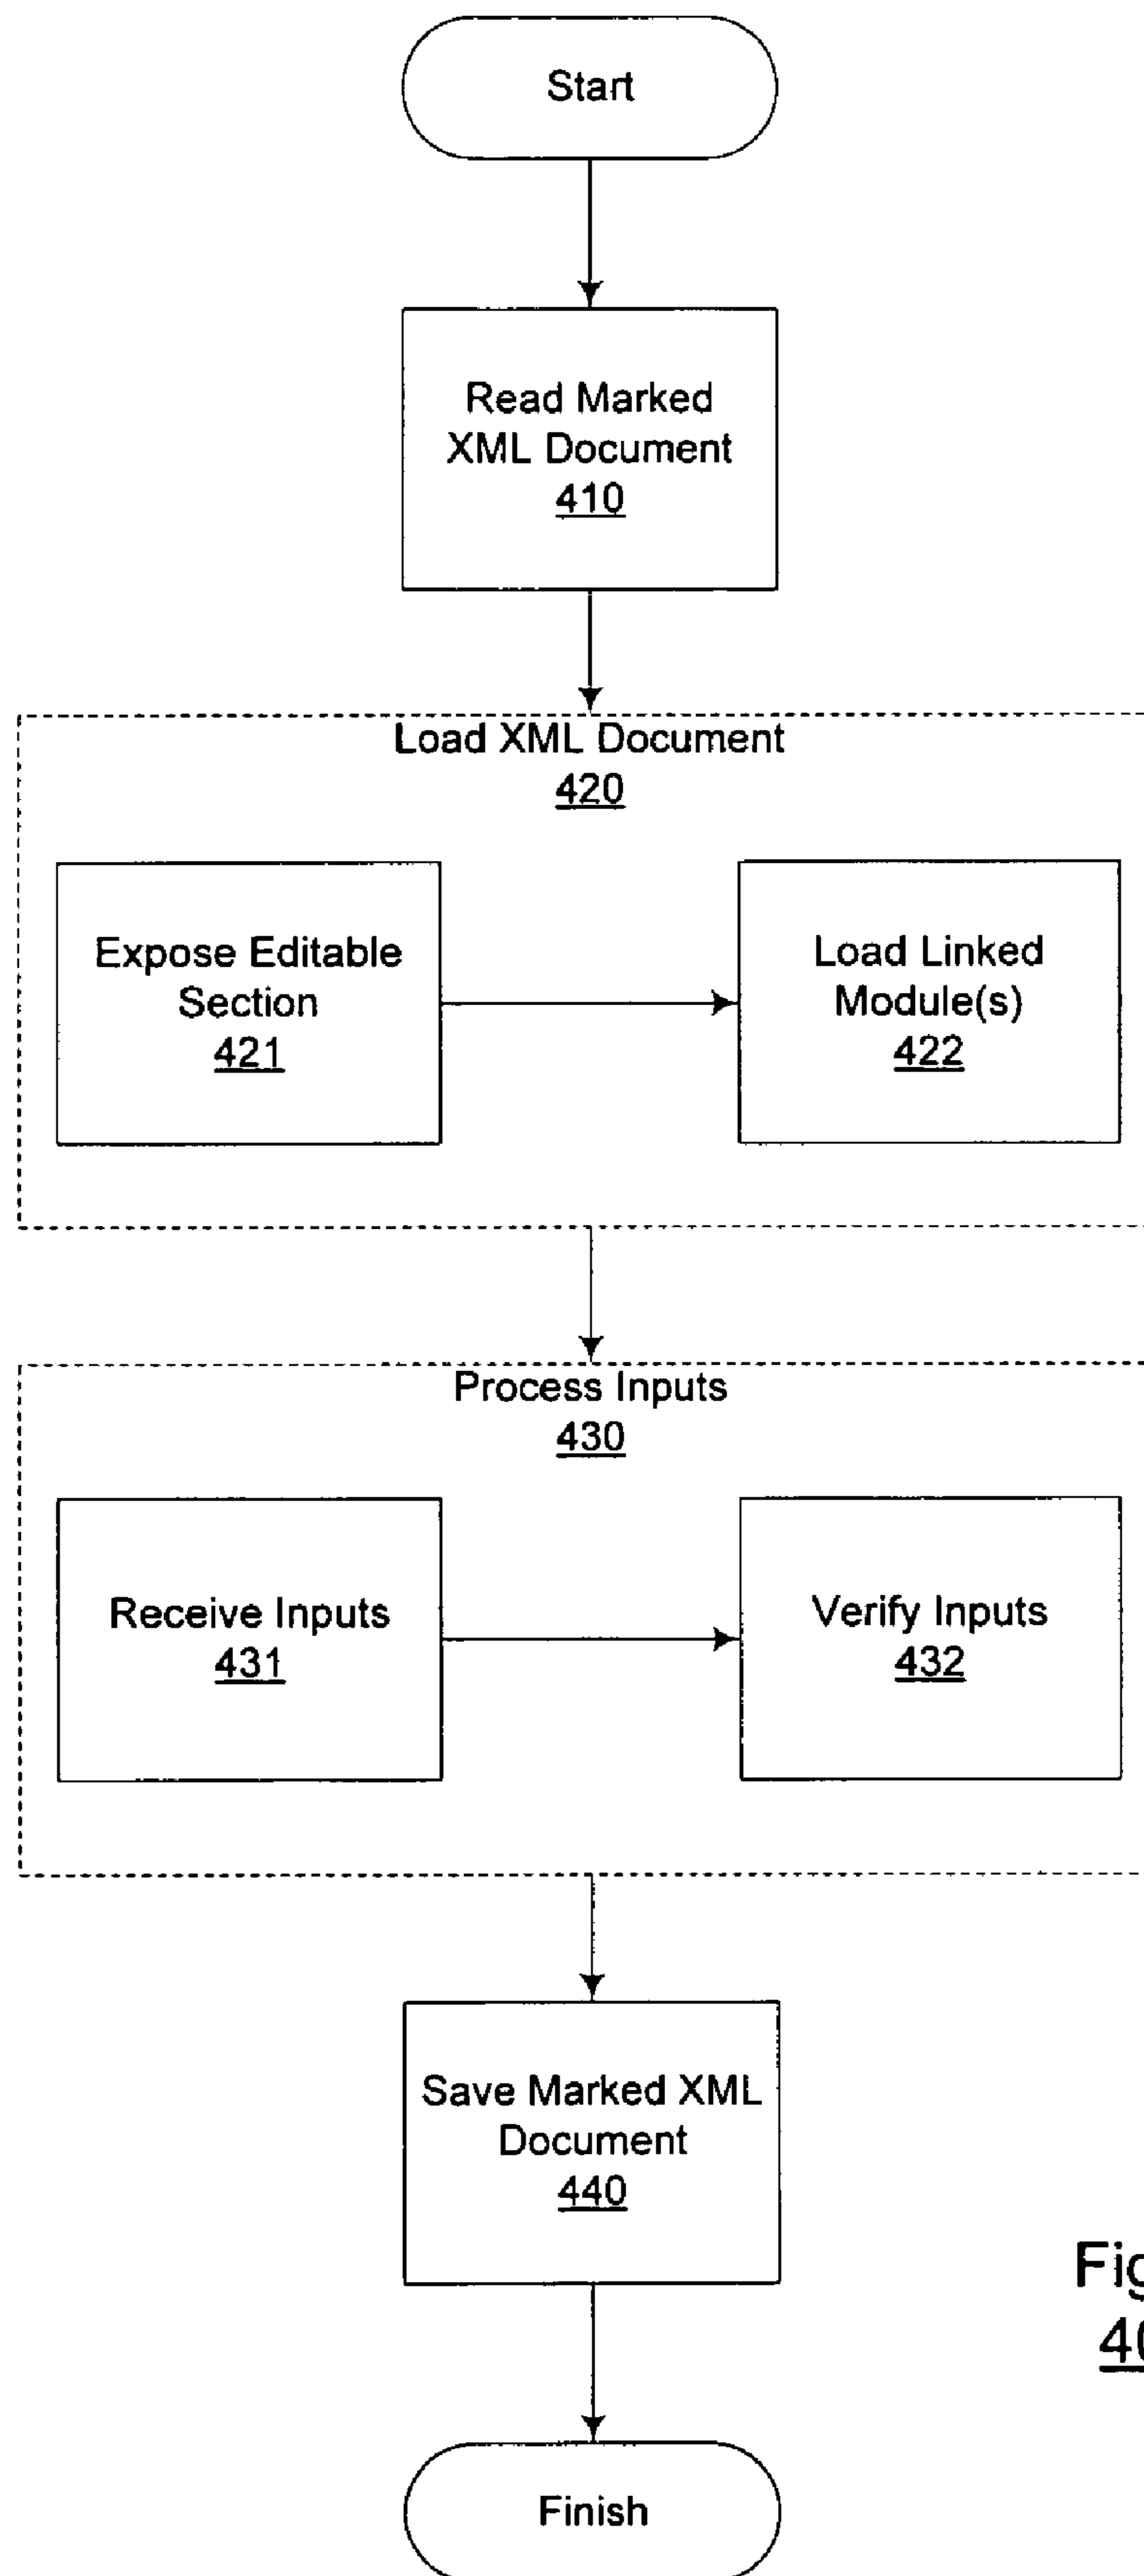 Start
Read Marked
XML Document
410
Load XML Document
420
Expose Editable
Section
421
Load Linked
Module(s)
422
Process Inputs
430
Receive Inputs
431
Verify Inputs
432
Save Marked XML
Document
440
Finish